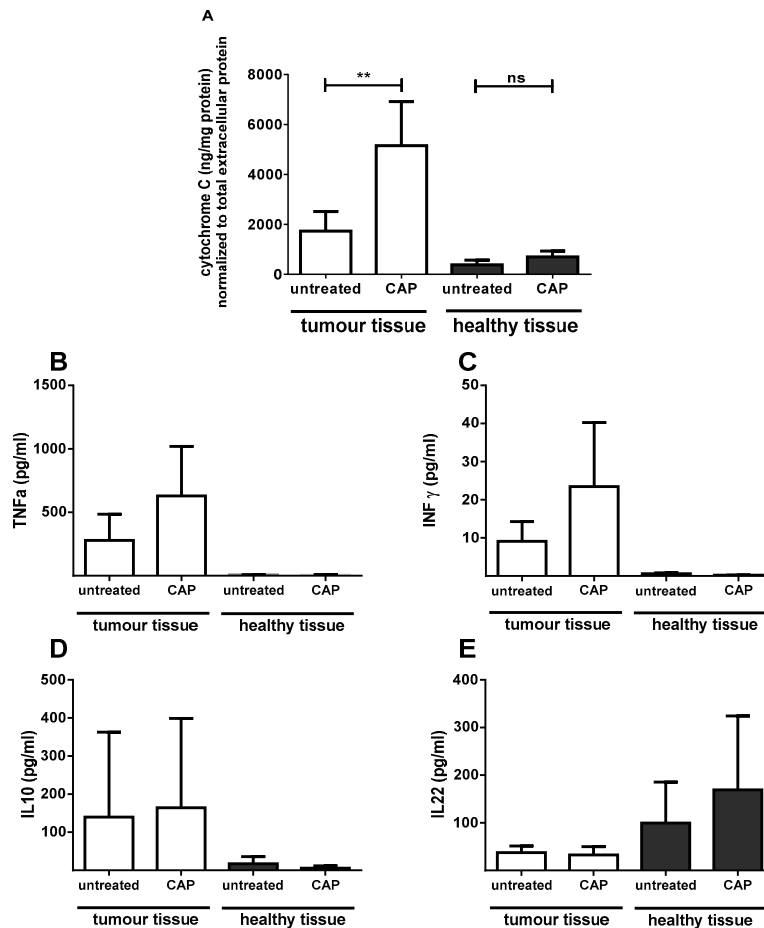 A
cytochrome C (ng/mg protein)
normalized to total extracellular protein
8000
6000
4000
2000
0
**
ns
untreated CAP untreated CAP
tumour tissue healthy tissue
B
TNFa (pg/ml)
1500
1000
500
untreated CAP untreated CAP
tumour tissue healthy tissue
C
INF γ (pg/ml)
50
40
30
20
10
untreated CAP untreated CAP
tumour tissue healthy tissue
D
IL10 (pg/ml)
500
400
300
200
100
untreated CAP untreated CAP
tumour tissue healthy tissue
E
IL22 (pg/ml)
400
300
200
100
untreated CAP untreated CAP
tumour tissue healthy tissue